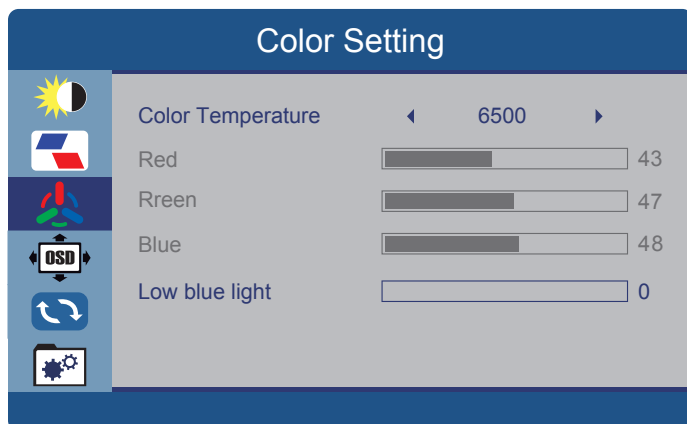 Color Setting
Color Temperature 6500
Red 43
Rreen 47
Blue 48
OSD
Low blue light 0